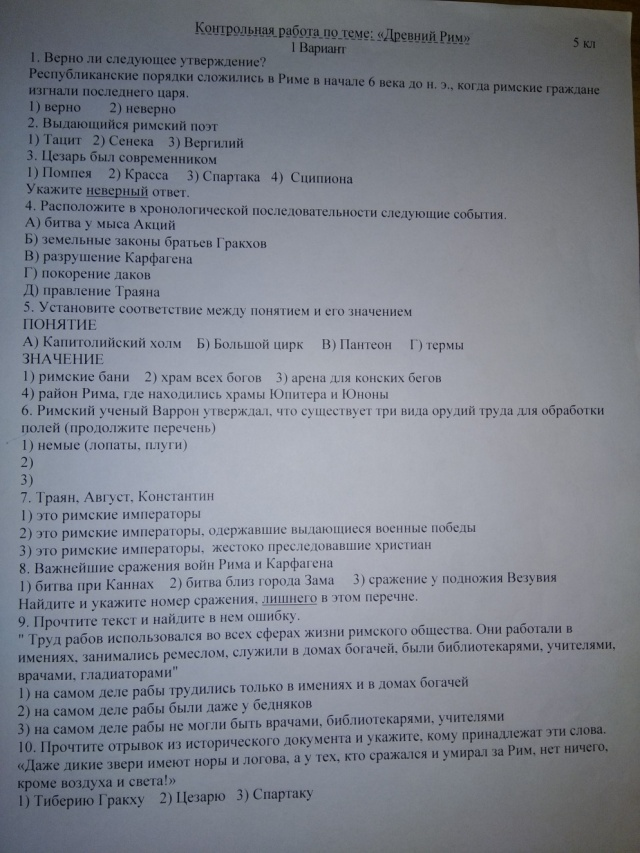 Контрольная работа по теме: «Древний Рим»
5 кл
1 Вариант
1. Верно ли следующее утверждение?
Республиканские порядки сложились в Риме в начале 6 века до н. э., когда римские граждане
изгнали последнего царя.
1) верно 2) неверно
2. Выдающийся римский поэт
1) Тацит 2) Сенека 3) Вергилий
3. Цезарь был современником
1) Помпея 2) Красса 3) Спартака 4) Сципиона
Укажите неверный ответ.
4. Расположите в хронологической последовательности следующие события.
А) битва у мыса Акций
Б) земельные законы братьев Гракхов
В) разрушение Карфагена
Г) покорение даков
Д) правление Траяна
5. Установите соответствие между понятием и его значением
ПОНЯТИЕ
А) Капитолийский холм Б) Большой цирк В) Пантеон Г) термы
ЗНАЧЕНИЕ
1) римские бани 2) храм всех богов 3) арена для конских бегов
4) район Рима, где находились храмы Юпитера и Юноны
6. Римский ученый Варрон утверждал, что существует три вида орудий труда для обработки
полей (продолжите перечень)
1) немые (лопаты, плуги)
2)
3)
7. Траян, Август, Константин
1) это римские императоры
2) это римские императоры, одержавшие выдающиеся военные победы
3) это римские императоры, жестоко преследовавшие христиан
8. Важнейшие сражения войн Рима и Карфагена
1) битва при Каннах 2) битва близ города Зама 3) сражение у подножия Везувия
Найдите и укажите номер сражения, лишнего в этом перечне.
9. Прочтите текст и найдите в нем ошибку.
" Труд рабов использовался во всех сферах жизни римского общества. Они работали в
имениях, занимались ремеслом, служили в домах богачей, были библиотекарями, учителями,
врачами, гладиаторами"
1) на самом деле рабы трудились только в имениях и в домах богачей
2) на самом деле рабы были даже у бедняков
3) на самом деле рабы не могли быть врачами, библиотекарями, учителями
10. Прочтите отрывок из исторического документа и укажите, кому принадлежат эти слова.
«Даже дикие звери имеют норы и логова, а у тех, кто сражался и умирал за Рим, нет ничего,
кроме воздуха и света!»
1) Тиберию Гракху 2) Цезарю 3) Спартаку